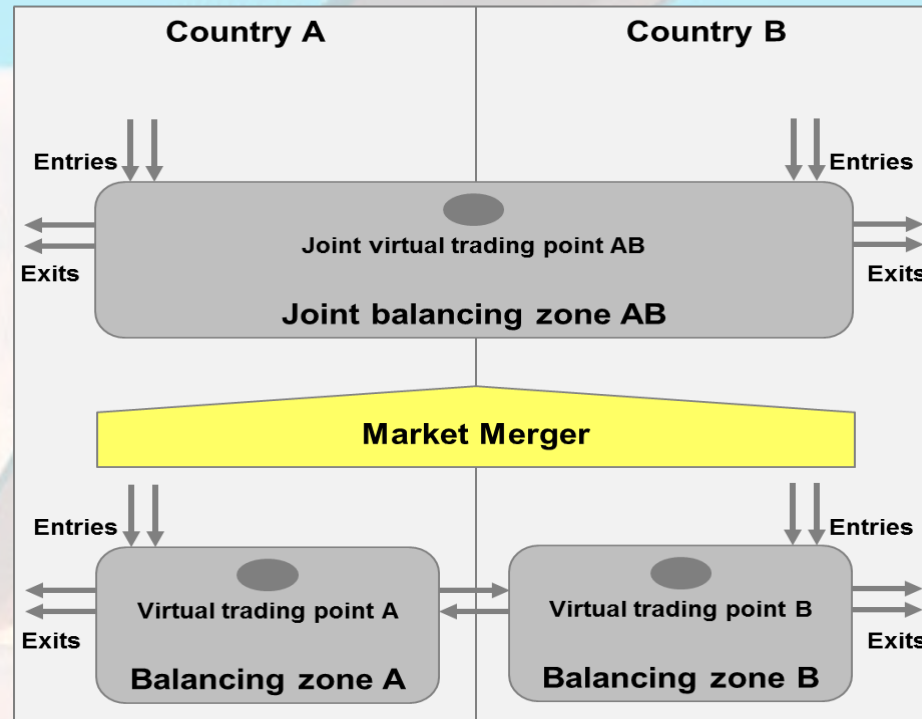 Country A
Country B
Entries
Entries
Joint virtual trading point AB
Exits
Exits
Joint balancing zone AB
Market Merger
Entries
Entries
Virtual trading point A
Virtual trading point B
Exits
Exits
Balancing zone A
Balancing zone B